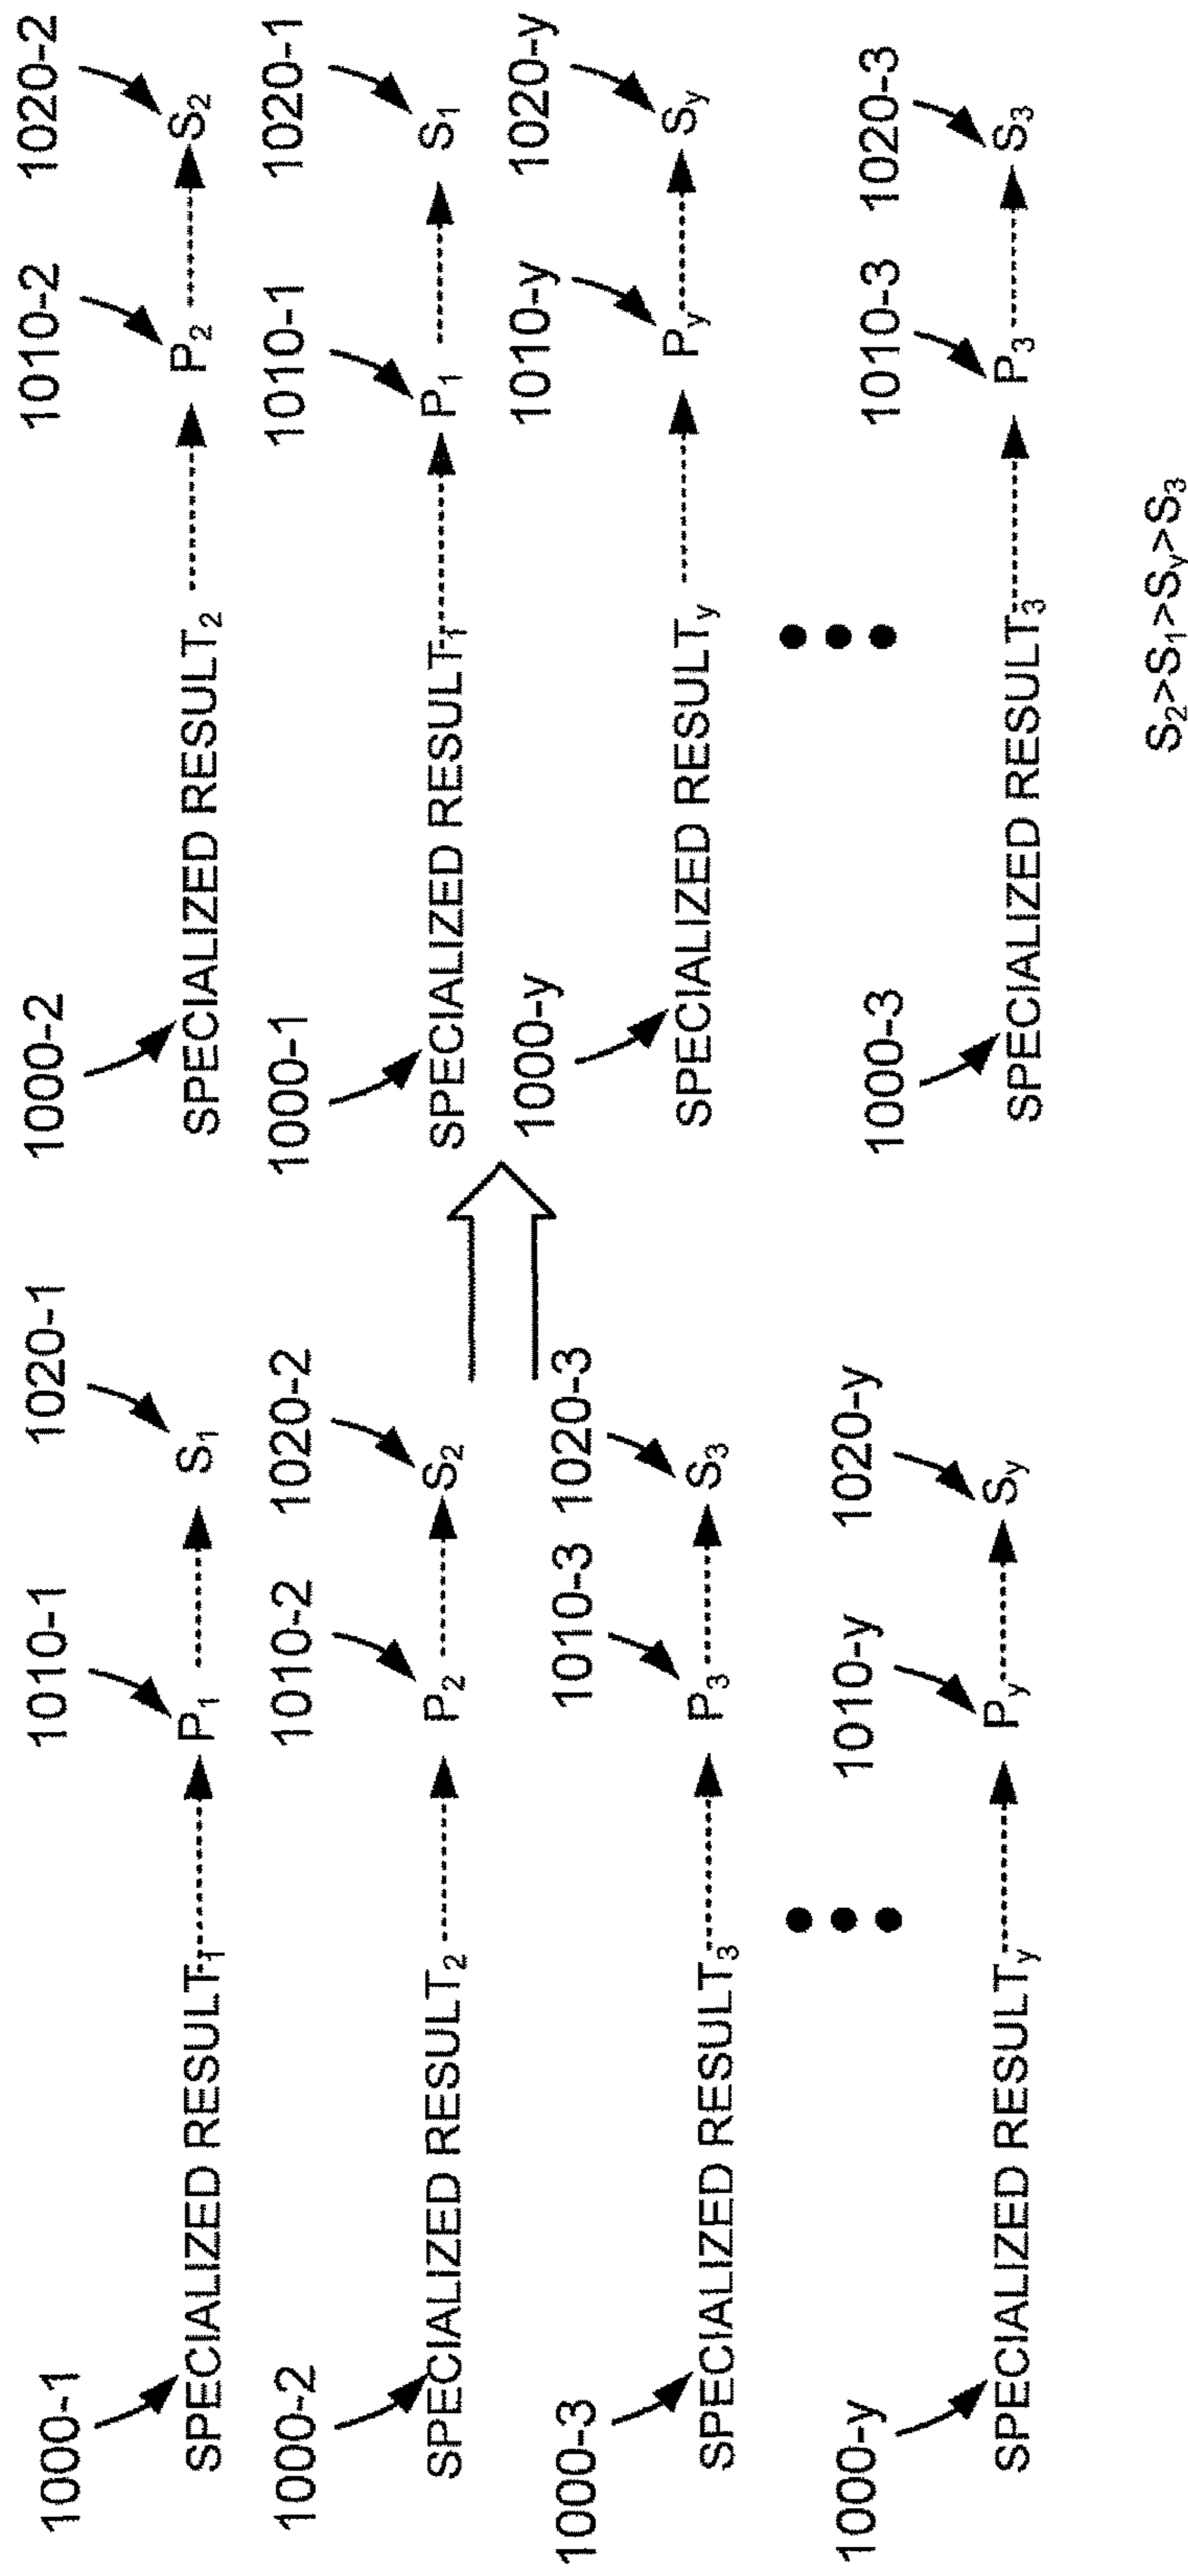 1000-1 1010-1 1020-1
SPECIALIZED RESULT₁ P₁ S₁
1000-2 1010-2 1020-2
SPECIALIZED RESULT₂ P₂ S₂
1000-3 1010-3 1020-3
SPECIALIZED RESULT₃ P₃ S₃
1000-y 1010-y 1020-y
SPECIALIZED RESULTy Py Sy
1000-2 1010-2 1020-2
SPECIALIZED RESULT₂ P₂ S₂
1000-1 1010-1 1020-1
SPECIALIZED RESULT₁ P₁ S₁
1000-y 1010-y 1020-y
SPECIALIZED RESULTy Py Sy
1000-3 1010-3 1020-3
SPECIALIZED RESULT₃ P₃ S₃
S₂>S₁>Sy>S₃